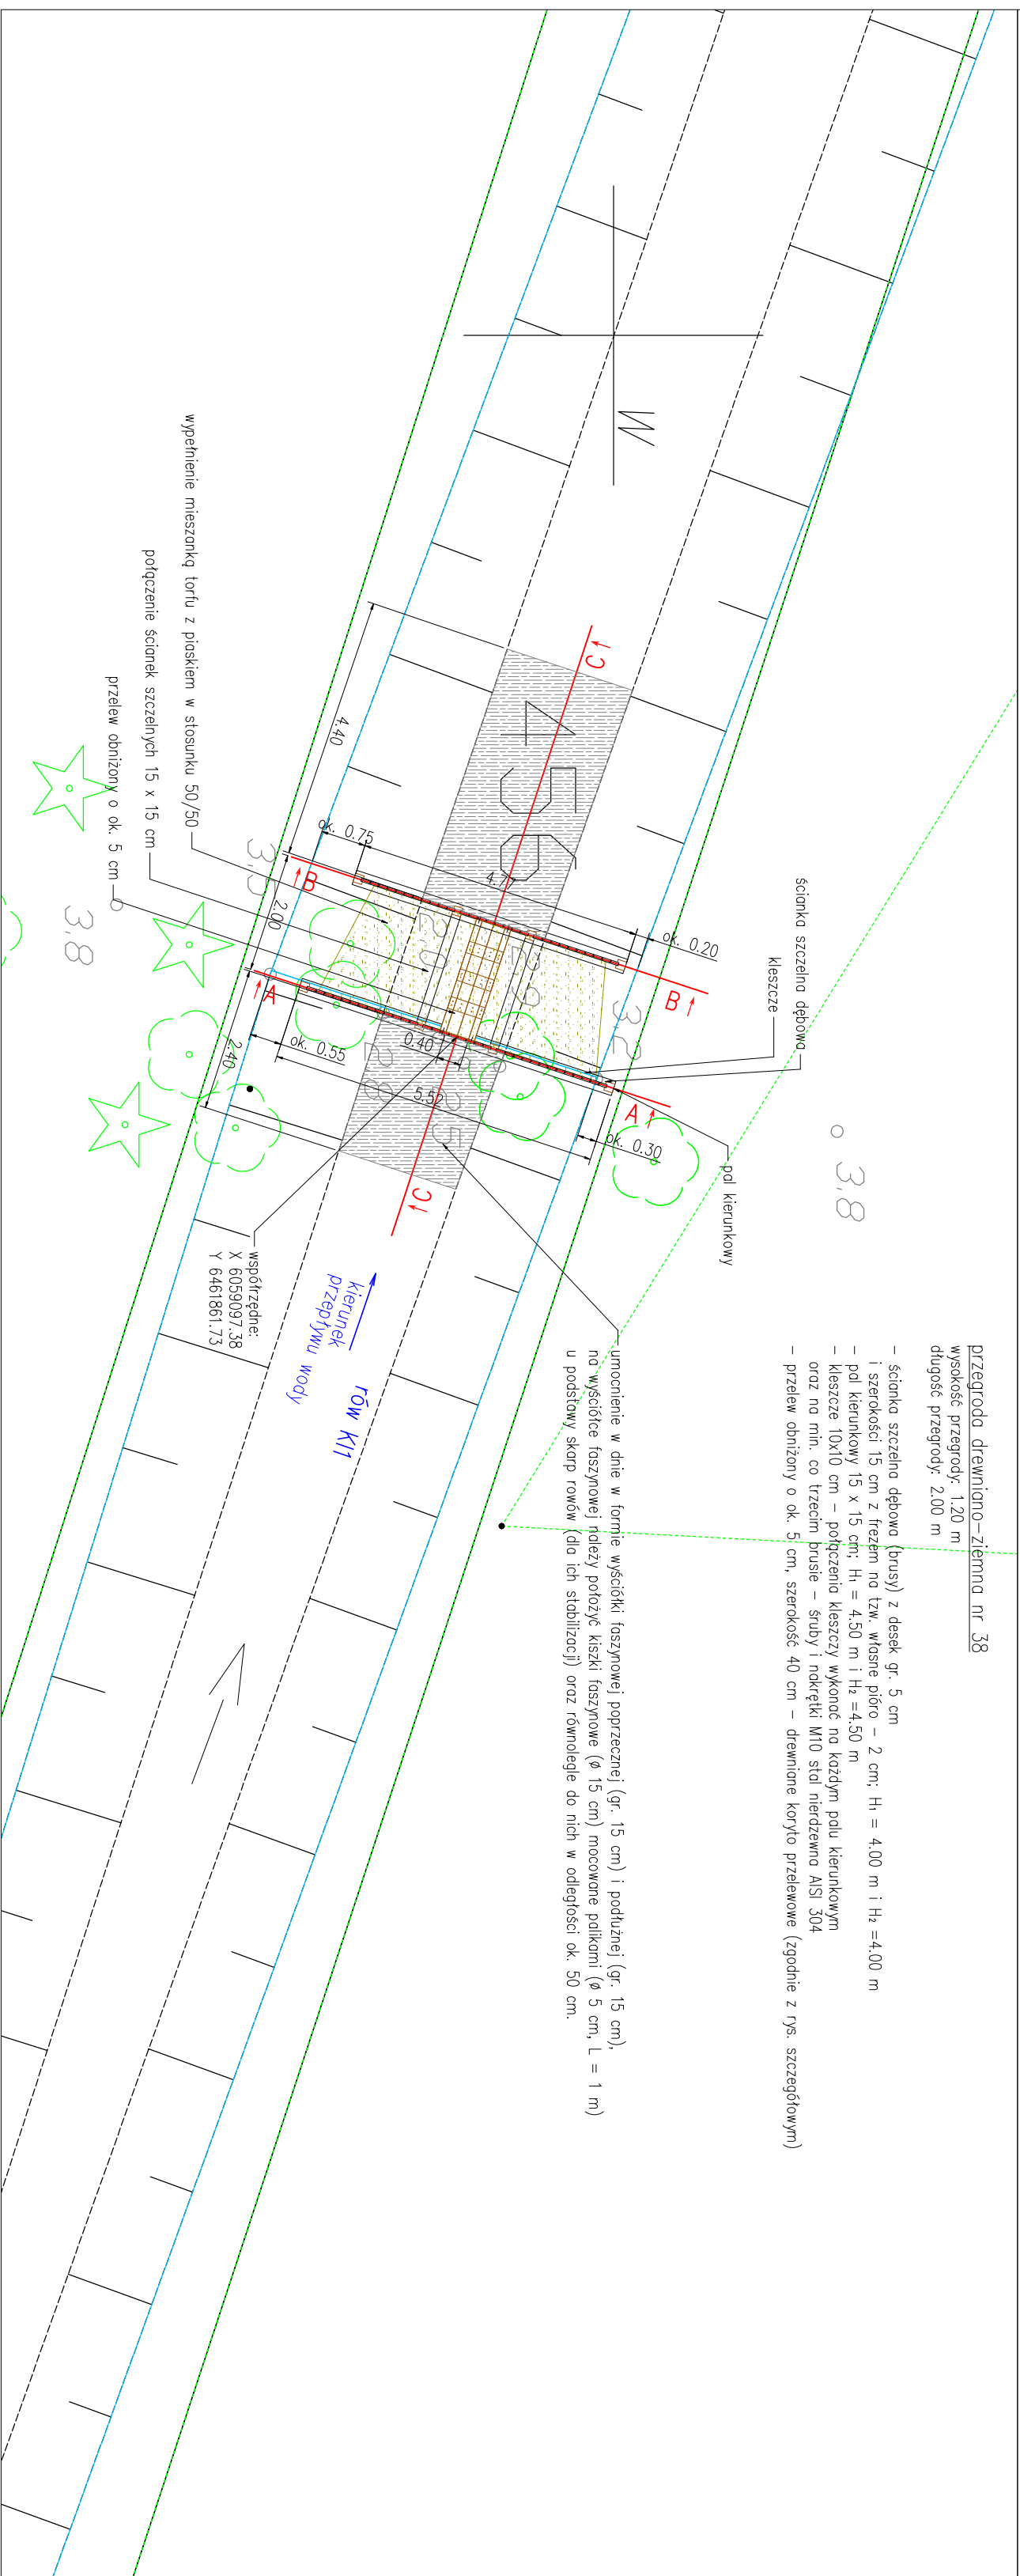 przegroda drewniano-ziemna nr 38
wysokość przegrody: 1.20 m
długość przegrody: 2.00 m
- ścianka szczelna dębowa (brusy) z desek gr. 5 cm
i szerokości 15 cm z frezem na tzw. własne pióro - 2 cm; H₁ = 4.00 m i H₂ =4.00 m
- pal kierunkowy 15 x 15 cm; H₁ = 4.50 m i H₂ =4.50 m
- kleszcze 10x10 cm - połączenia kleszczy wykonać na każdym palu kierunkowym
oraz na min. co trzecim brusie - śruby i nakrętki M10 stal nierdzewna AISI 304
- przelew obniżony o ok. 5 cm, szerokość 40 cm - drewniane koryto przelewowe (zgodnie z rys. szczegółowym)
3,8
ścianka szczelna dębowa
kleszcze
pal kierunkowy
umocnienie w dnie w formie wyściółki faszynowej poprzecznej (gr. 15 cm) i podłużnej (gr. 15 cm),
na wyściółce faszynowej należy położyć kiszki faszynowe (ø 15 cm) mocowane palikami (ø 5 cm, L = 1 m)
u podstawy skarp rowów (dla ich stabilizacji) oraz równolegle do nich w odległości ok. 50 cm.
W
C
B
A
ok. 0.20
ok. 0.30
3,2
4.40
ok. 0.75
2.00
B
A
0.40
5.52
ok. 0.55
2.40
C
kierunek
przepływu wody
rów Kl1
współrzędne:
X 6059097.38
Y 6461861.73
wypełnienie mieszanką torfu z piaskiem w stosunku 50/50
połączenie ścianek szczelnych 15 x 15 cm
przelew obniżony o ok. 5 cm
3,8